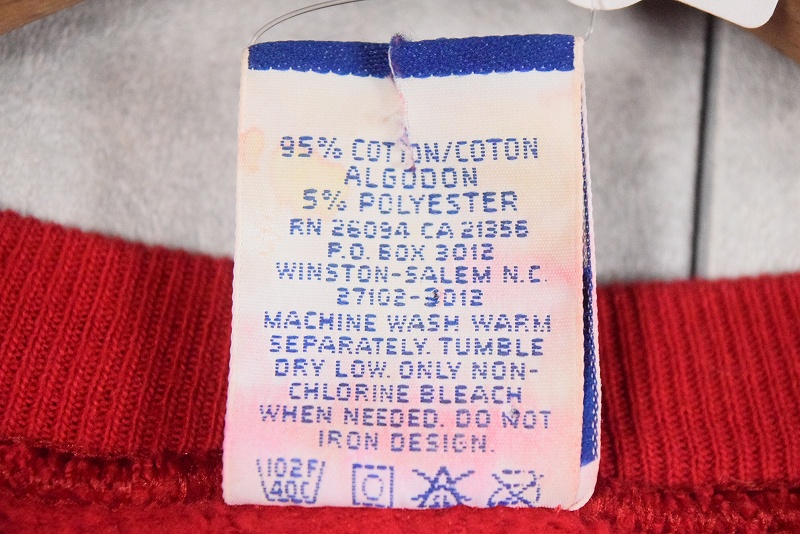 95% COTTON/COTON
ALGODON
5% POLYESTER
RN 26094 CA 21356
P.O. BOX 3012
WINSTON-SALEM N.C.
27102-3012
MACHINE WASH WARM
SEPARATELY. TUMBLE
DRY LOW. ONLY NON-
CHLORINE BLEACH
WHEN NEEDED. DO NOT
IRON DESIGN.
102F
40C